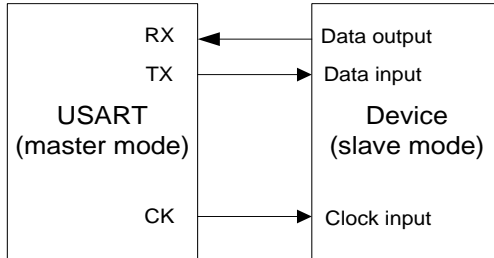 RX
Data output
TX
Data input
USART
(master mode)
Device
(slave mode)
CK
Clock input